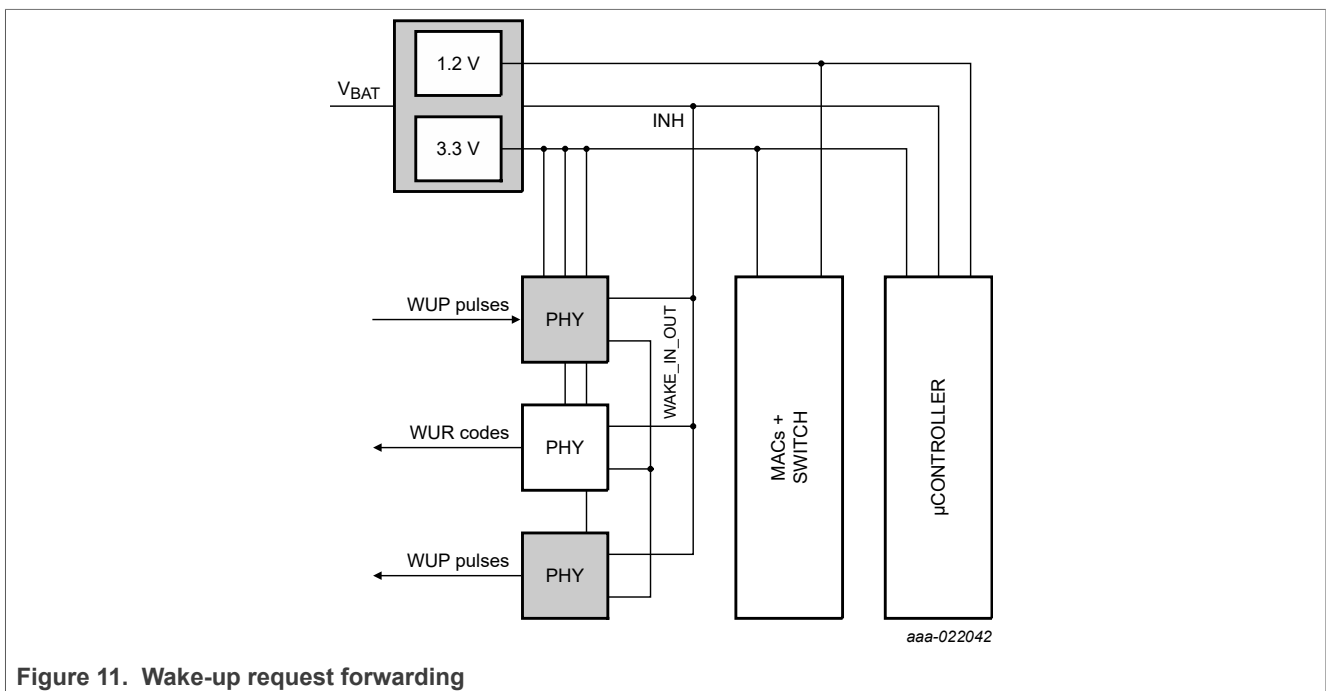 1.2 V
VBAT
INH
3.3 V
WUP pulses
PHY
WAKE_IN_OUT
WUR codes
PHY
MACs +
SWITCH
µCONTROLLER
WUP pulses
PHY
aaa-022042
Figure 11. Wake-up request forwarding